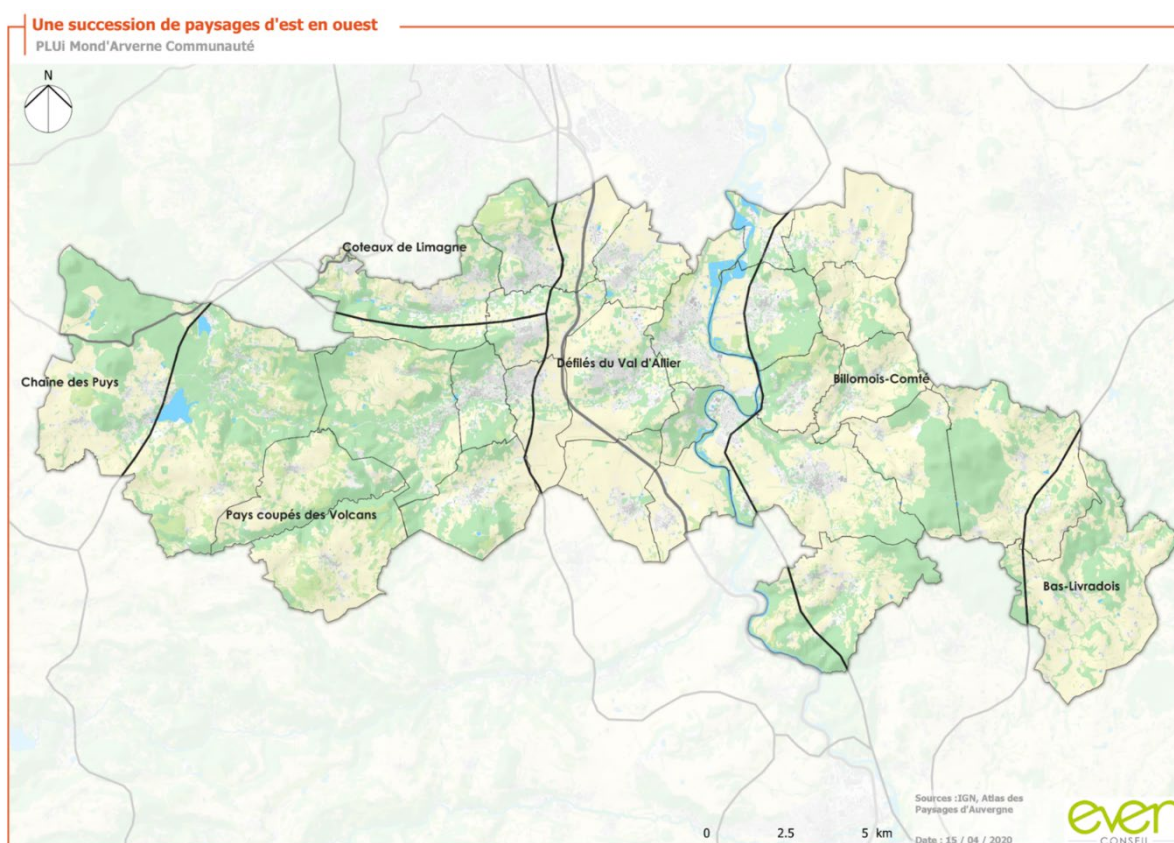 Une succession de paysages d'est en ouest
PLUi Mond'Arverne Communauté
N
Coteaux de Limagne
Chaîne des Puys
Défilés du Val d'Allier
Billomois-Comté
Pays coupés des Volcans
Bas-Livradois
Sources :IGN, Atlas des
Paysages d'Auvergne
0 2.5 5 km
Date : 15 / 04 / 2020
even
CONSEIL